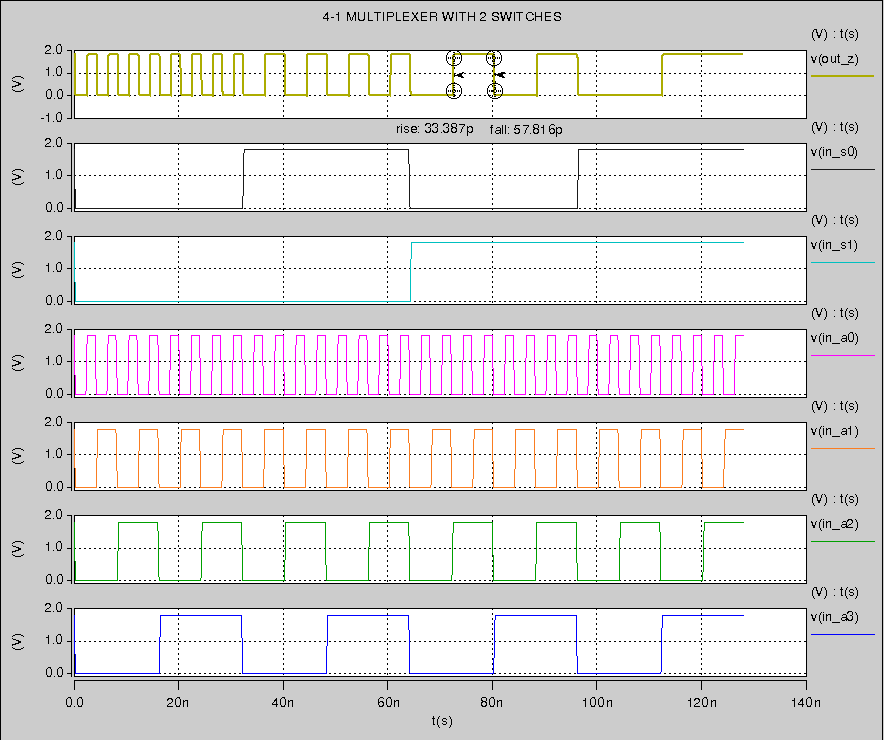 4-1 MULTIPLEXER WITH 2 SWITCHES
(V) : t(s)
v(out_z)
(V)
2.0
1.0
0.0
-1.0
rise: 33.387p fall: 57.816p
(V) : t(s)
v(in_s0)
(V)
2.0
1.0
0.0
(V) : t(s)
v(in_s1)
(V)
2.0
1.0
0.0
(V) : t(s)
v(in_a0)
(V)
2.0
1.0
0.0
(V) : t(s)
v(in_a1)
(V)
2.0
1.0
0.0
(V) : t(s)
v(in_a2)
(V)
2.0
1.0
0.0
(V) : t(s)
v(in_a3)
(V)
2.0
1.0
0.0
0.0 20n 40n 60n 80n 100n 120n 140n
t(s)